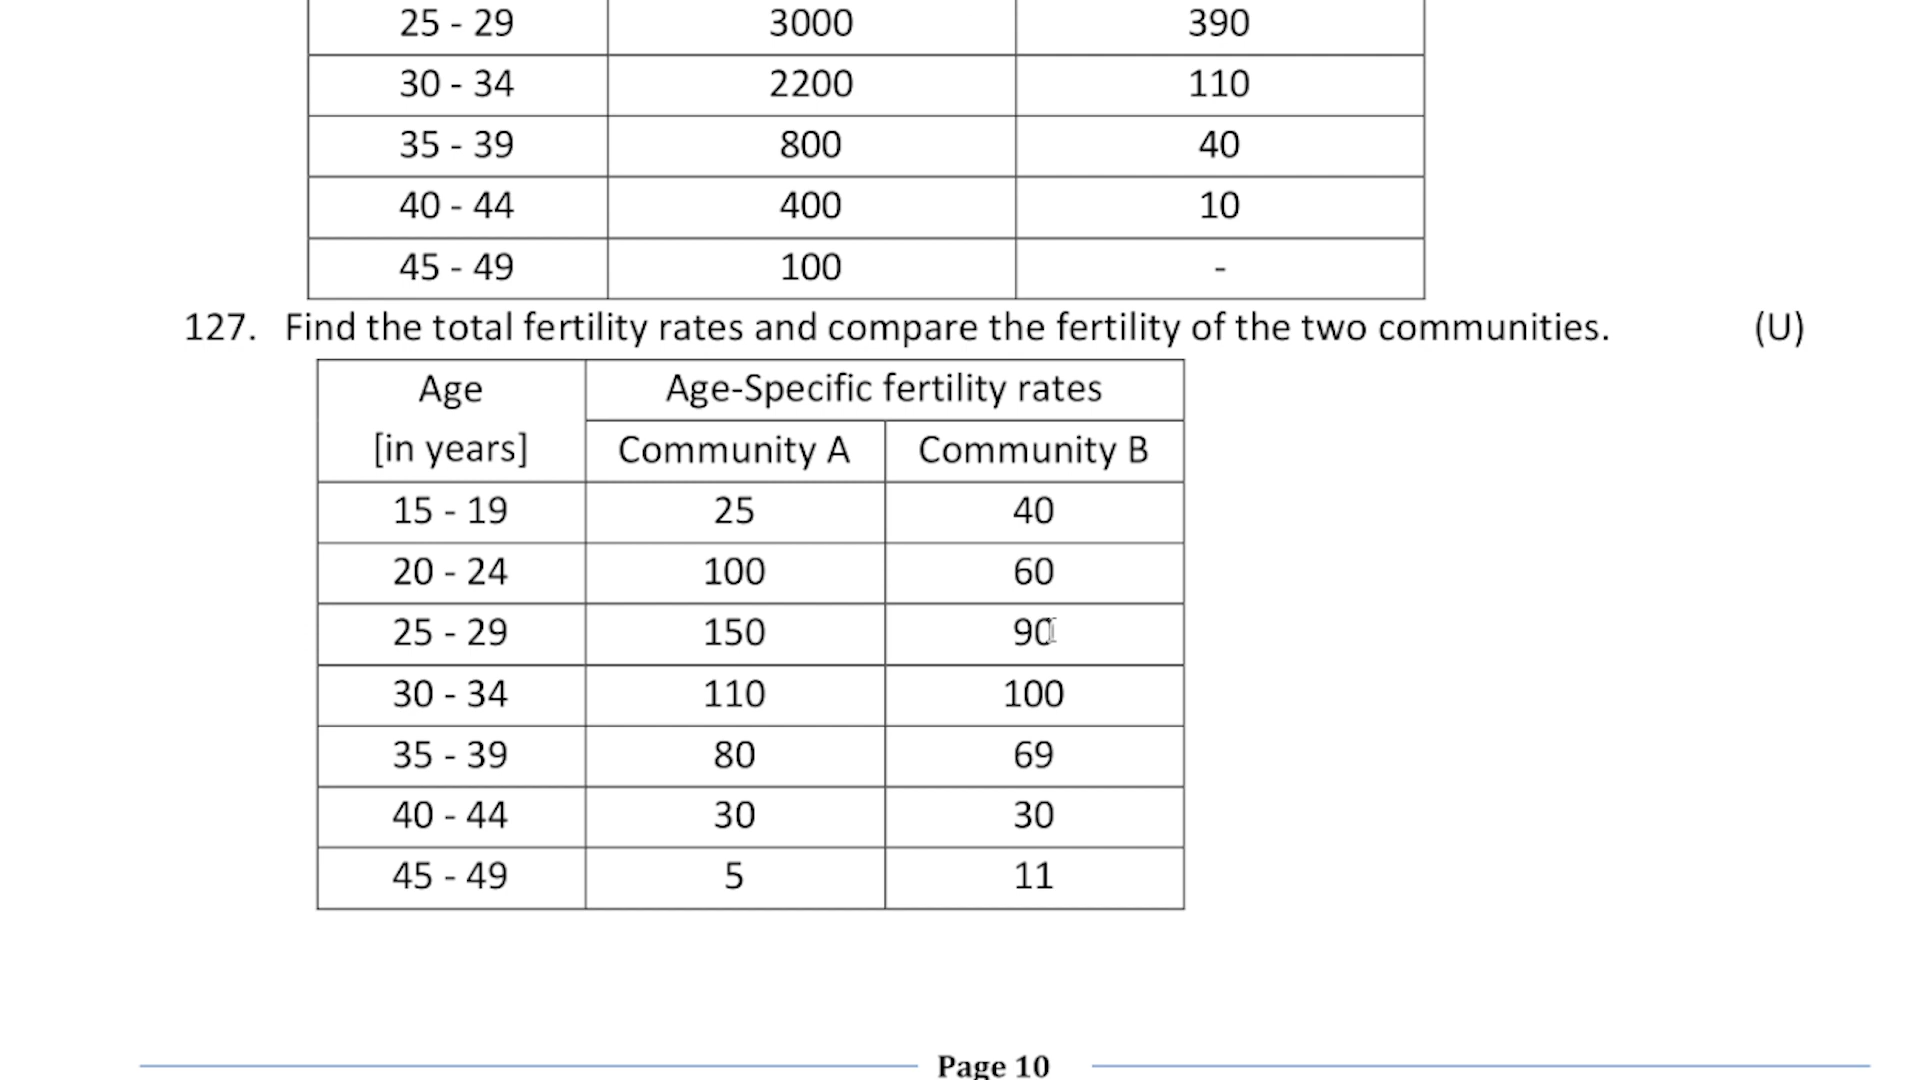 25 - 29 3000 390
30 - 34 2200 110
35 - 39 800 40
40 - 44 400 10
45 - 49 100 -
127. Find the total fertility rates and compare the fertility of the two communities. (U)
Age Age-Specific fertility rates
[in years] Community A Community B
15 - 19 25 40
20 - 24 100 60
25 - 29 150 90
30 - 34 110 100
35 - 39 80 69
40 - 44 30 30
45 - 49 5 11
Page 10